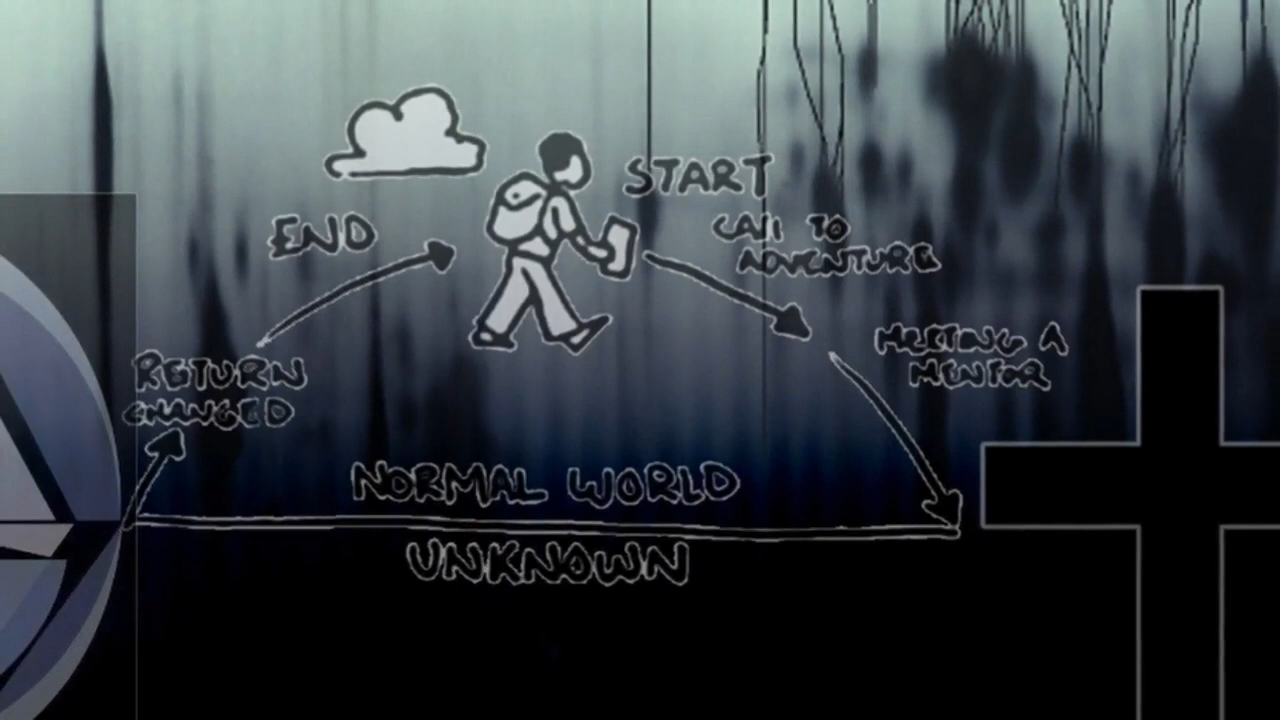 START
END
CALL TO
ADVENTURE
MEETING A
MENTOR
RETURN
CHANGED
NORMAL WORLD
UNKNOWN